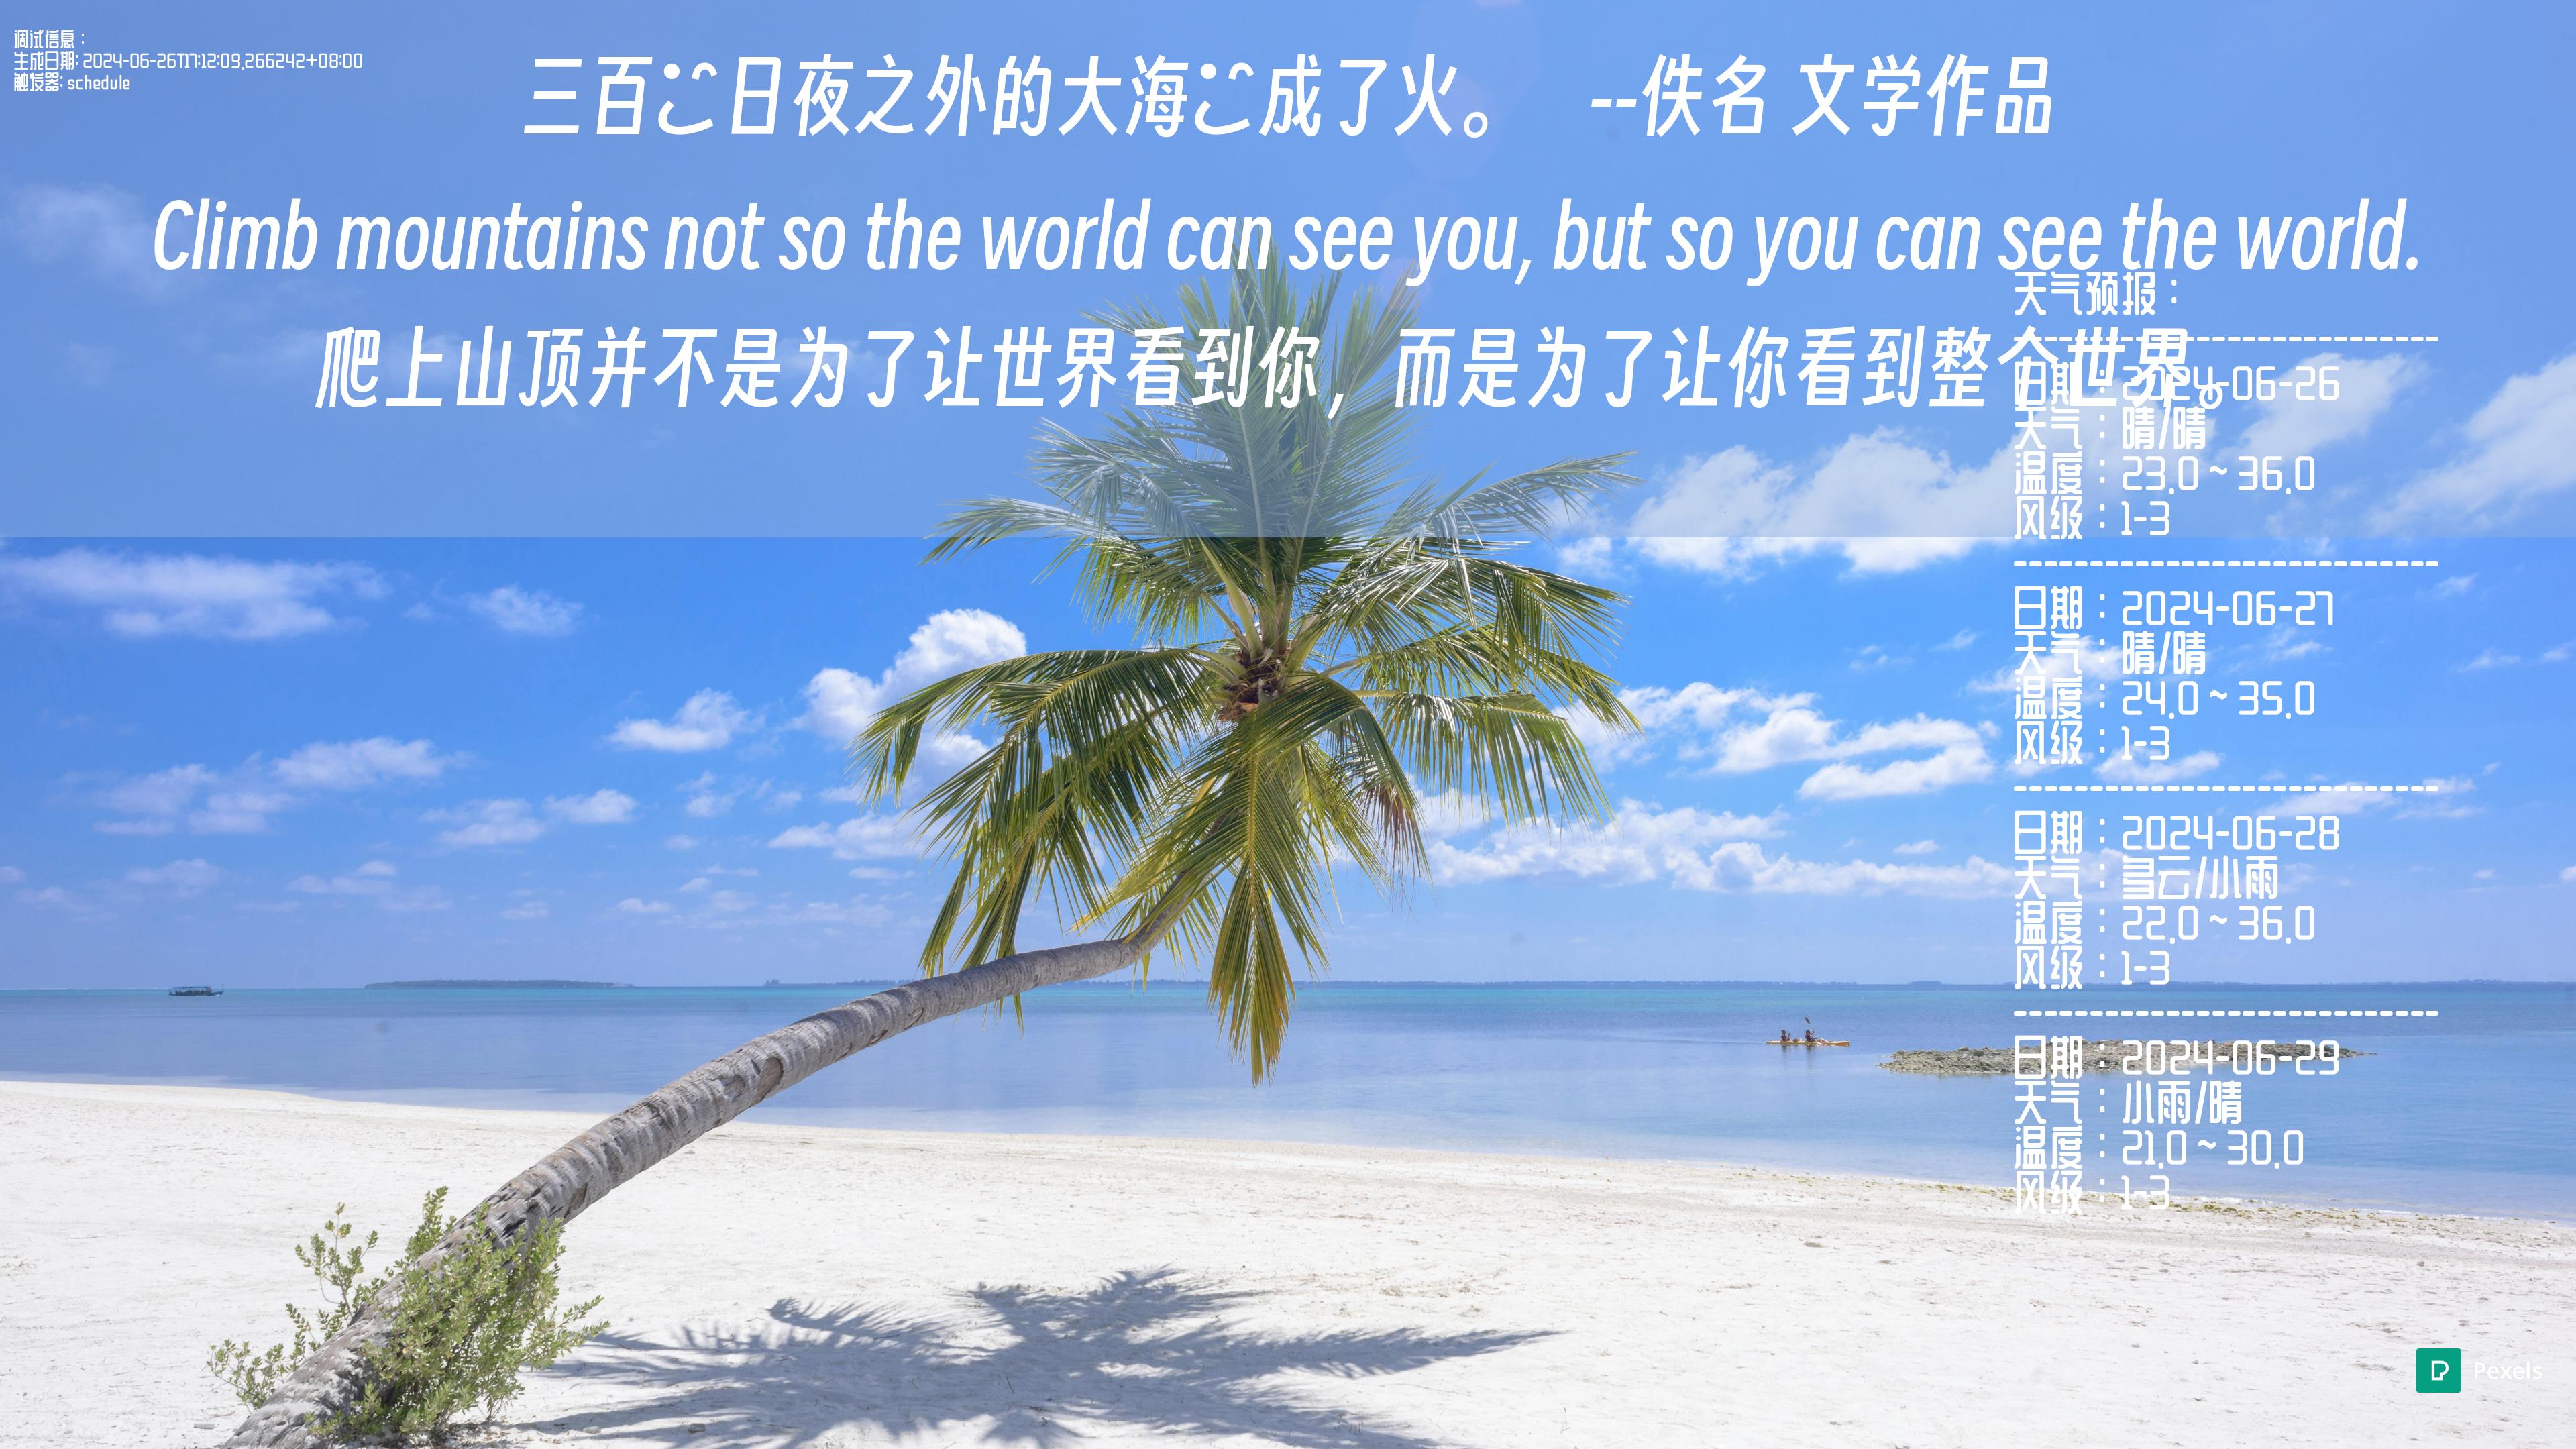 调试信息：
生成日期: 2024-06-26T17:12:09.266242+08:00
触发器: schedule
三百 日夜之外的大海 成了火。 --佚名 文学作品
Climb mountains not so the world can see you, but so you can see the world.
爬上山顶并不是为了让世界看到你，而是为了让你看到整个世界。
天气预报：
------------------------------
日期：2024-06-26
天气：晴/晴
温度：23.0 ~ 36.0
风级：1-3
------------------------------
日期：2024-06-27
天气：晴/晴
温度：24.0 ~ 35.0
风级：1-3
------------------------------
日期：2024-06-28
天气：多云/小雨
温度：22.0 ~ 36.0
风级：1-3
------------------------------
日期：2024-06-29
天气：小雨/晴
温度：21.0 ~ 30.0
风级：1-3
Pexels